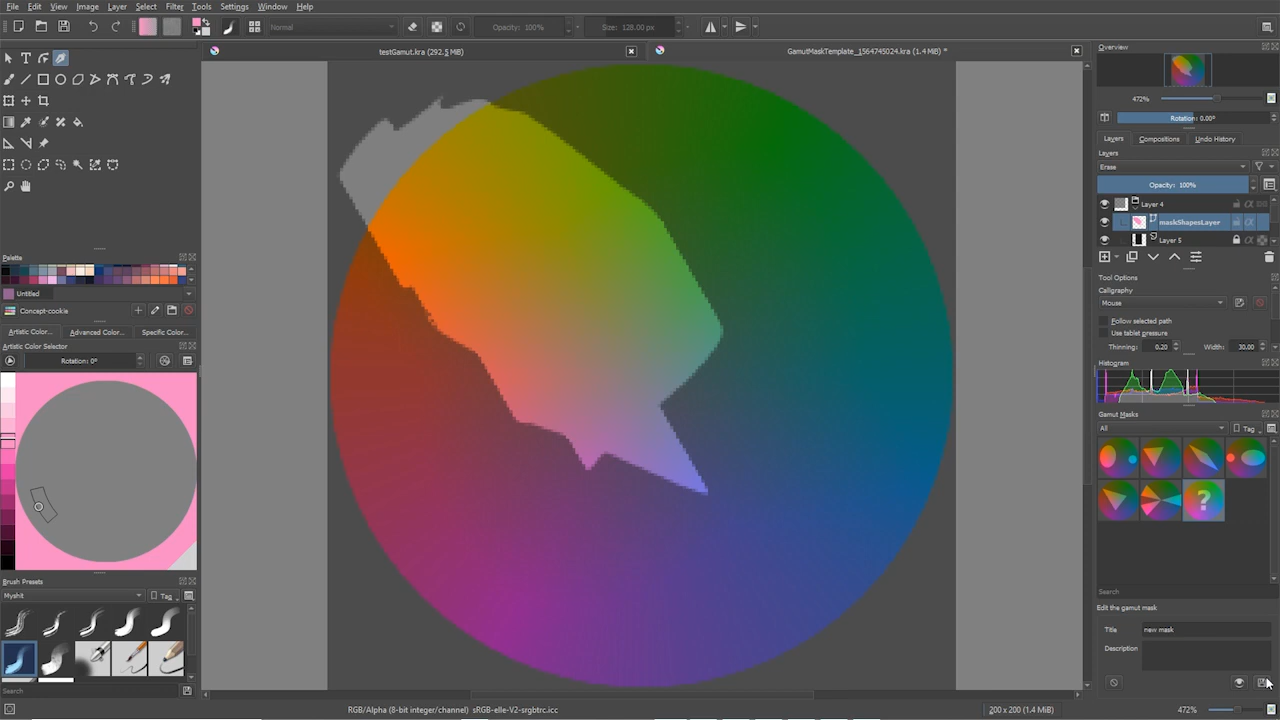 File Edit View Image Layer Select Filter Tools Settings Window Help
Normal Opacity: 100% Size: 128.00 px
testGamut.kra (292.5 MiB) GamutMaskTemplate_1564745024.kra (1.4 MiB) *
T
Overview
472%
Rotation: 0.00°
Layers Compositions Undo History
Layers
Erase
Opacity: 100%
Layer 4
maskShapesLayer
Layer 5
Tool Options
Calligraphy
Mouse
Follow selected path
Use tablet pressure
Thinning: 0.20 Width: 30.00
Histogram
Gamut Masks
All Tag
?
Search
Edit the gamut mask
Title new mask
Description
Palette
Untitled
Concept-cookie
Artistic Color... Advanced Color... Specific Color...
Artistic Color Selector
Rotation: 0°
Brush Presets
Myshit Tag
Search
RGB/Alpha (8-bit integer/channel) sRGB-elle-V2-srgbtrc.icc 200 x 200 (1.4 MiB) 472%